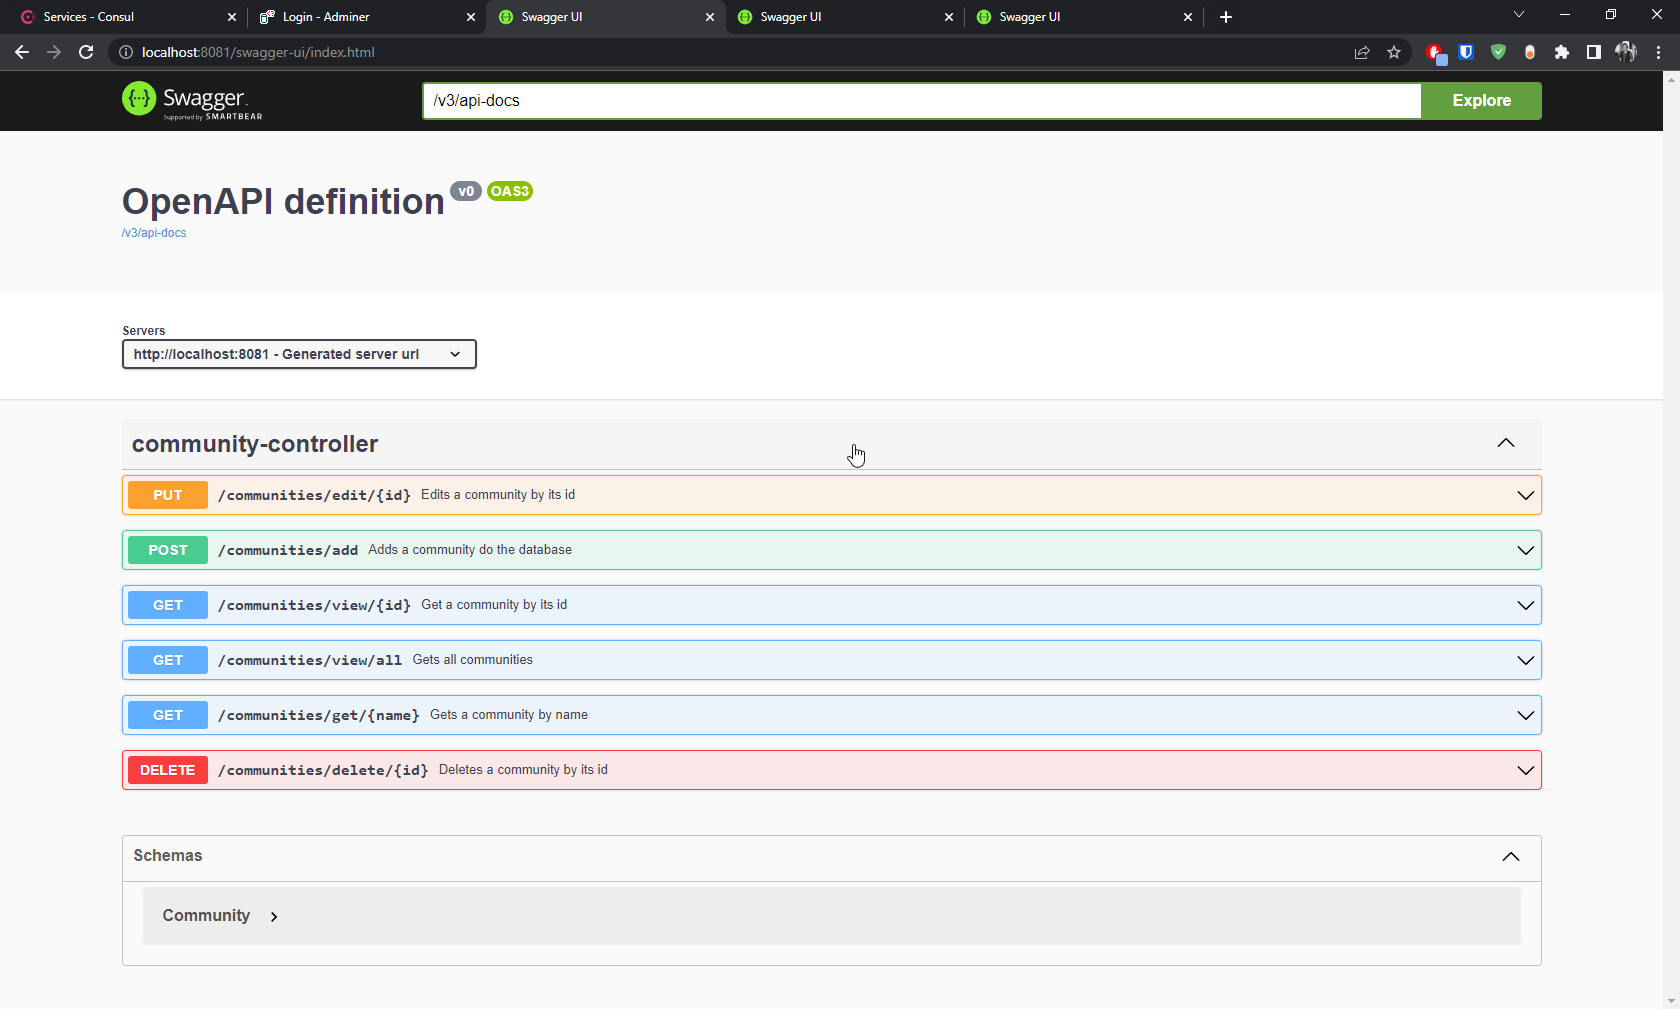 Services - Consul
Login - Adminer
Swagger UI
Swagger UI
Swagger UI
localhost:8081/swagger-ui/index.html
Swagger
Supported by SMARTBEAR
/v3/api-docs
Explore
OpenAPI definition v0 OAS3
/v3/api-docs
Servers
http://localhost:8081 - Generated server url
community-controller
PUT /communities/edit/{id} Edits a community by its id
POST /communities/add Adds a community do the database
GET /communities/view/{id} Get a community by its id
GET /communities/view/all Gets all communities
GET /communities/get/{name} Gets a community by name
DELETE /communities/delete/{id} Deletes a community by its id
Schemas
Community